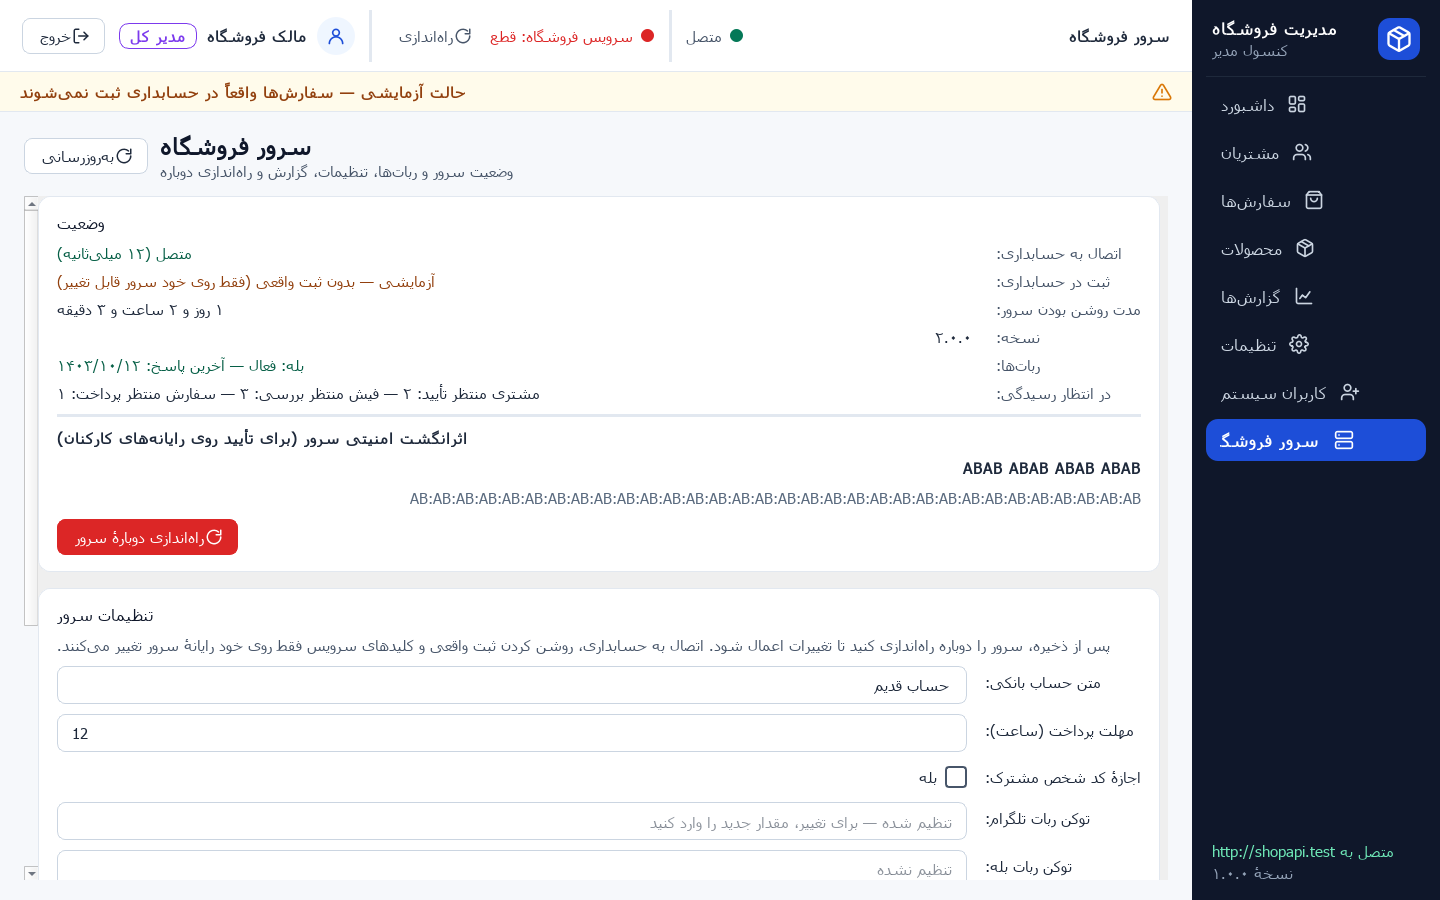 مدیریت فروشگاه
کنسول مدیر
داشبورد
مشتریان
سفارش‌ها
محصولات
گزارش‌ها
تنظیمات
کاربران سیستم
سرور فروشگ
متصل به http://shopapi.test
نسخهٔ ۱.۰.۰
سرور فروشگاه
متصل
سرویس فروشگاه: قطع
راه‌اندازی
مالک فروشگاه
مدیر کل
خروج
حالت آزمایشی — سفارش‌ها واقعاً در حسابداری ثبت نمی‌شوند
سرور فروشگاه
وضعیت سرور و ربات‌ها، تنظیمات، گزارش و راه‌اندازی دوباره
به‌روزرسانی
وضعیت
اتصال به حسابداری: متصل (۱۲ میلی‌ثانیه)
ثبت در حسابداری: آزمایشی — بدون ثبت واقعی (فقط روی خود سرور قابل تغییر)
مدت روشن بودن سرور: ۱ روز و ۲ ساعت و ۳ دقیقه
نسخه: ۲.۰.۰
ربات‌ها: بله: فعال — آخرین پاسخ: ۱۴۰۳/۱۰/۱۲
در انتظار رسیدگی: مشتری منتظر تأیید: ۲ — فیش منتظر بررسی: ۳ — سفارش منتظر پرداخت: ۱
اثرانگشت امنیتی سرور (برای تأیید روی رایانه‌های کارکنان)
ABAB ABAB ABAB ABAB
AB:AB:AB:AB:AB:AB:AB:AB:AB:AB:AB:AB:AB:AB:AB:AB:AB:AB:AB:AB:AB:AB:AB:AB:AB:AB:AB:AB:AB:AB:AB:AB
راه‌اندازی دوبارهٔ سرور
تنظیمات سرور
پس از ذخیره، سرور را دوباره راه‌اندازی کنید تا تغییرات اعمال شود. اتصال به حسابداری، روشن کردن ثبت واقعی و کلیدهای سرویس فقط روی خود رایانهٔ سرور تغییر می‌کنند.
متن حساب بانکی: حساب قدیم
مهلت پرداخت (ساعت): 12
اجازهٔ کد شخص مشترک: بله
توکن ربات تلگرام: تنظیم شده — برای تغییر، مقدار جدید را وارد کنید
توکن ربات بله: تنظیم نشده